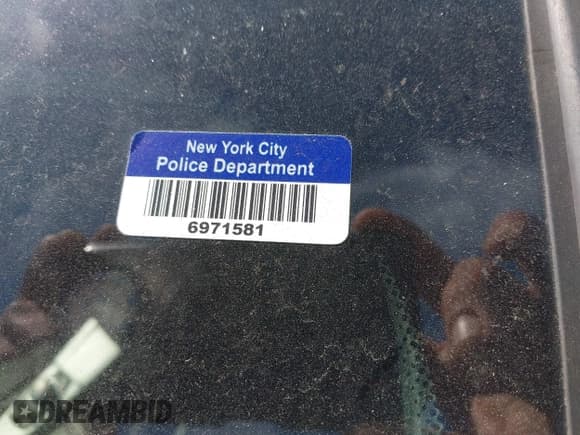 New York City
Police Department
6971581
DREAMBID